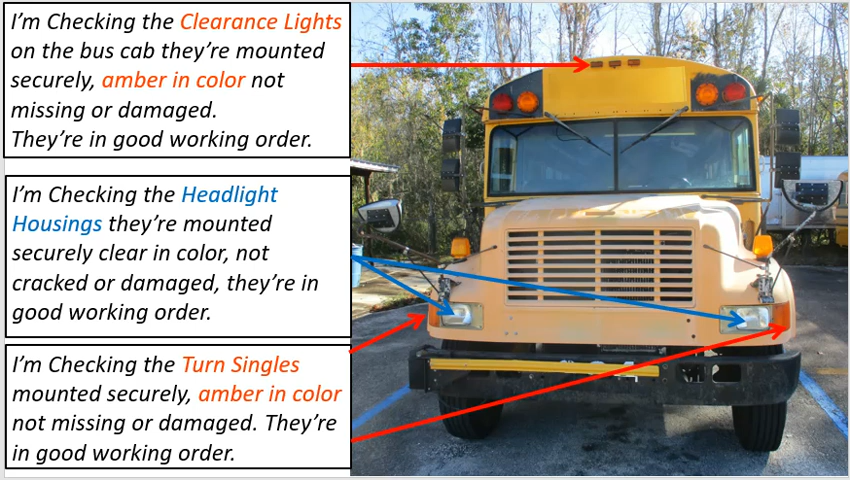 I'm Checking the Clearance Lights
on the bus cab they're mounted
securely, amber in color not
missing or damaged.
They're in good working order.
I'm Checking the Headlight
Housings they're mounted
securely clear in color, not
cracked or damaged, they're in
good working order.
I'm Checking the Turn Singles
mounted securely, amber in color
not missing or damaged. They're
in good working order.